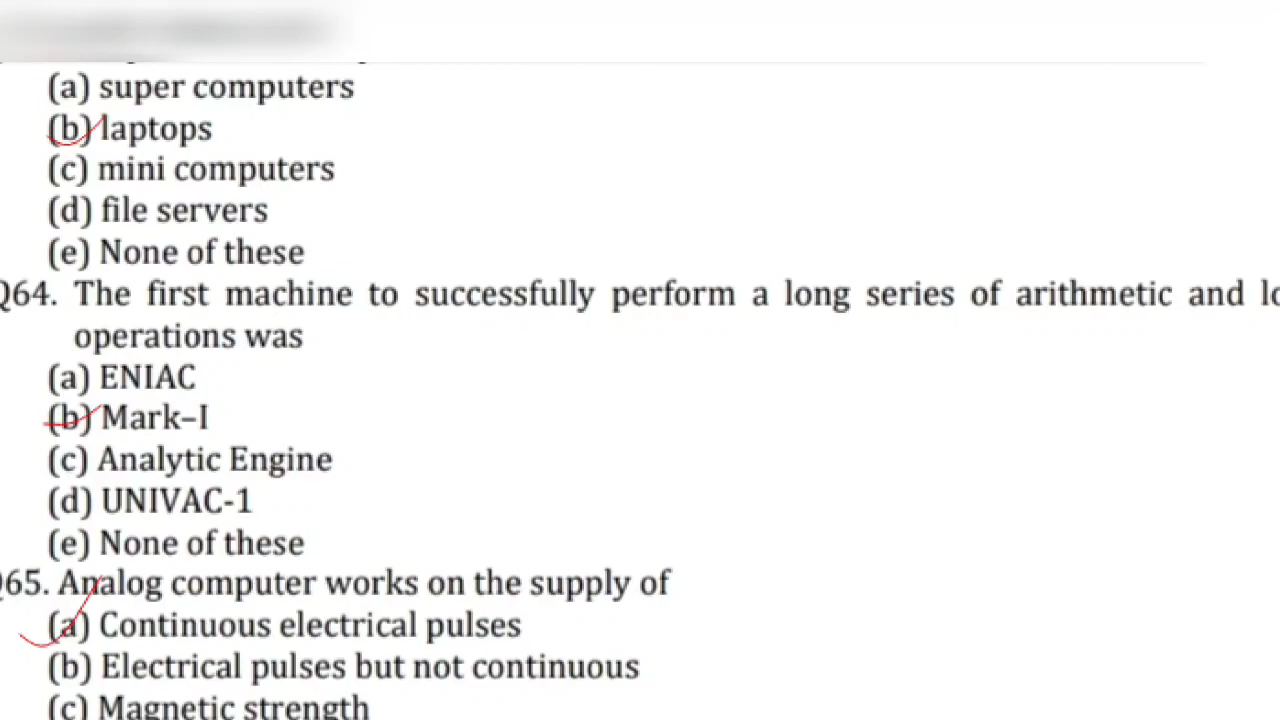 (a) super computers
(b) laptops
(c) mini computers
(d) file servers
(e) None of these
Q64. The first machine to successfully perform a long series of arithmetic and lo
operations was
(a) ENIAC
(b) Mark–I
(c) Analytic Engine
(d) UNIVAC-1
(e) None of these
Q65. Analog computer works on the supply of
(a) Continuous electrical pulses
(b) Electrical pulses but not continuous
(c) Magnetic strength